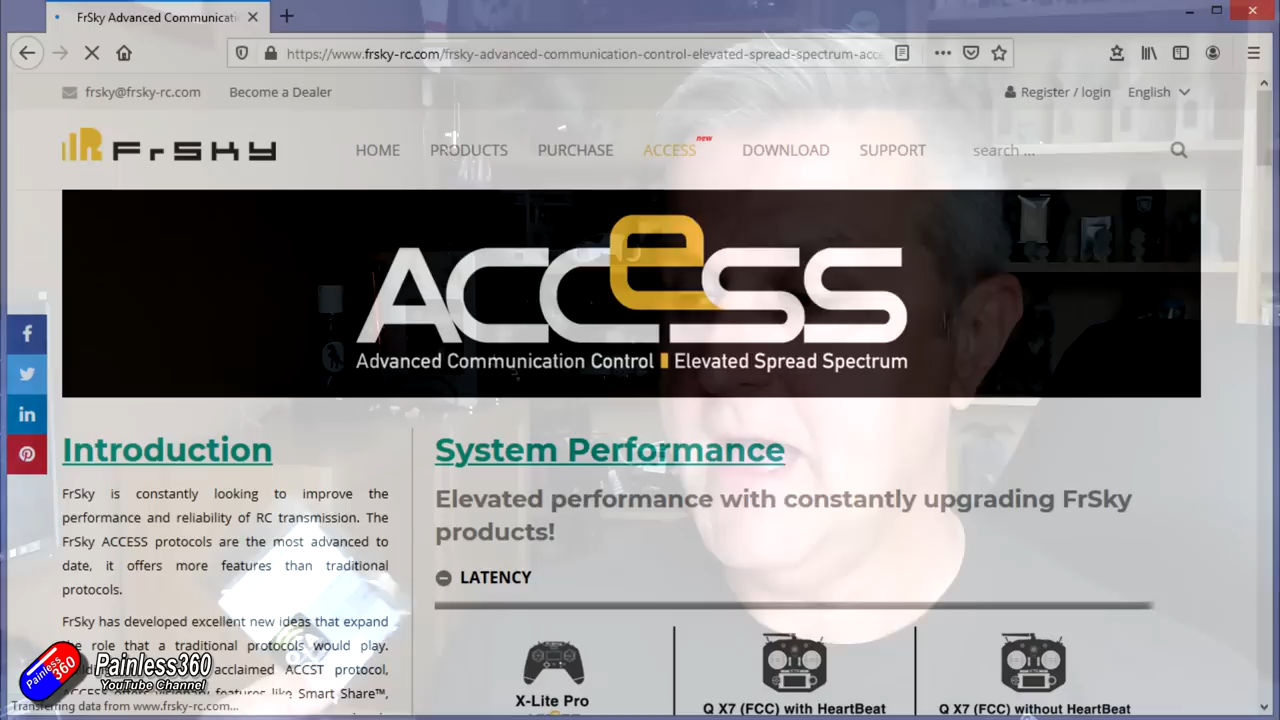 FrSky Advanced Communicati
https://www.frsky-rc.com/frsky-advanced-communication-control-elevated-spread-spectrum-acce
frsky@frsky-rc.com Become a Dealer Register / login English
FrSKY HOME PRODUCTS PURCHASE ACCESS new DOWNLOAD SUPPORT search ...
ACCeSS
Advanced Communication Control Elevated Spread Spectrum
Introduction
FrSky is constantly looking to improve the
performance and reliability of RC transmission. The
FrSky ACCESS protocols are the most advanced to
date, it offers more features than traditional
protocols.
FrSky has developed excellent new ideas that expand
role that a traditional protocols would play.
acclaimed ACCST protocol,
features like Smart Share™,
System Performance
Elevated performance with constantly upgrading FrSky
products!
LATENCY
X-Lite Pro
Q X7 (FCC) with HeartBeat
Q X7 (FCC) without HeartBeat
Painless360
Painless360
YouTube Channel
Transferring data from www.frsky-rc.com...